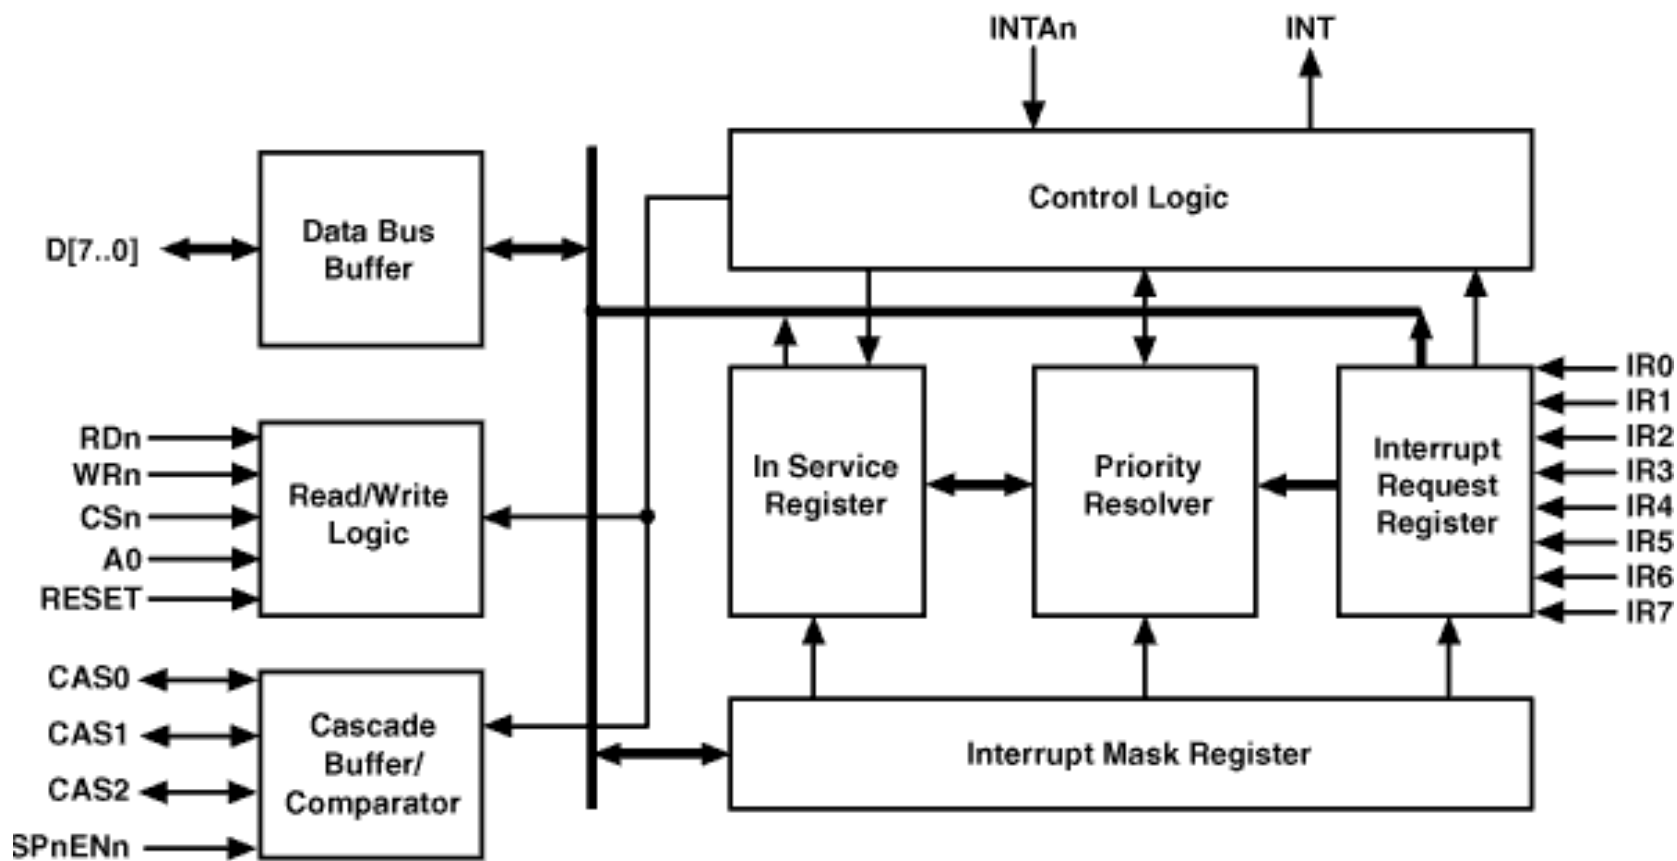 INTAn
INT
Control Logic
Data Bus
Buffer
D[7..0]
RDn
WRn
CSn
A0
RESET
Read/Write
Logic
In Service
Register
Priority
Resolver
Interrupt
Request
Register
IR0
IR1
IR2
IR3
IR4
IR5
IR6
IR7
CAS0
CAS1
CAS2
SPnENn
Cascade
Buffer/
Comparator
Interrupt Mask Register